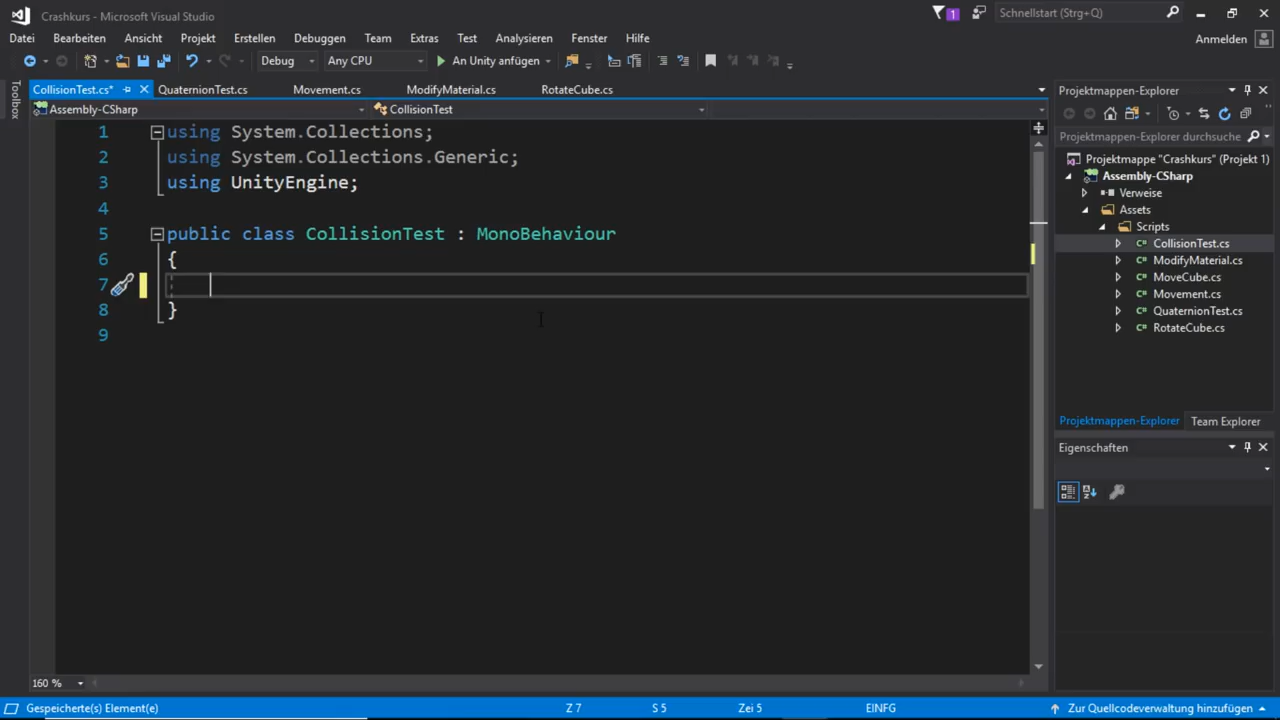 Crashkurs - Microsoft Visual Studio
1
Schnellstart (Strg+Q)
Datei Bearbeiten Ansicht Projekt Erstellen Debuggen Team Extras Test Analysieren Fenster Hilfe
Anmelden
Debug Any CPU An Unity anfügen
Toolbox
CollisionTest.cs* QuaternionTest.cs Movement.cs ModifyMaterial.cs RotateCube.cs
Assembly-CSharp CollisionTest
1 using System.Collections;
2 using System.Collections.Generic;
3 using UnityEngine;
4
5 public class CollisionTest : MonoBehaviour
6 {
7
8 }
9
160 %
Projektmappen-Explorer
Projektmappen-Explorer durchsuche
Projektmappe "Crashkurs" (Projekt 1)
Assembly-CSharp
Verweise
Assets
Scripts
C# CollisionTest.cs
C# ModifyMaterial.cs
C# MoveCube.cs
C# Movement.cs
C# QuaternionTest.cs
C# RotateCube.cs
Projektmappen-Explorer Team Explorer
Eigenschaften
Gespeicherte(s) Element(e) Z 7 S 5 Zei 5 EINFG Zur Quellcodeverwaltung hinzufügen